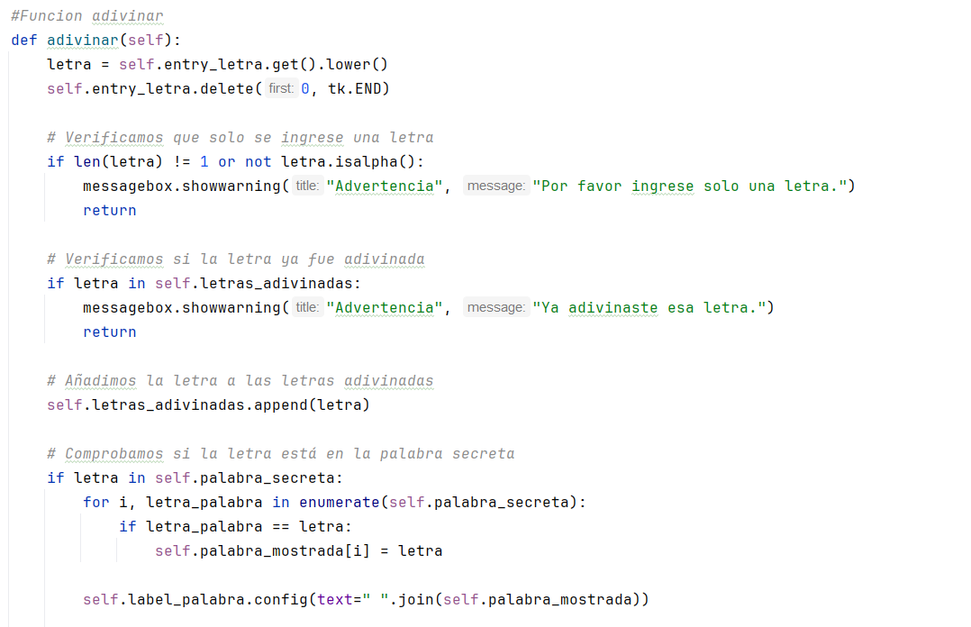 #Funcion adivinar
def adivinar(self):
    letra = self.entry_letra.get().lower()
    self.entry_letra.delete( first: 0, tk.END)

    # Verificamos que solo se ingrese una letra
    if len(letra) != 1 or not letra.isalpha():
        messagebox.showwarning( title: "Advertencia", message: "Por favor ingrese solo una letra.")
        return

    # Verificamos si la letra ya fue adivinada
    if letra in self.letras_adivinadas:
        messagebox.showwarning( title: "Advertencia", message: "Ya adivinaste esa letra.")
        return

    # Añadimos la letra a las letras adivinadas
    self.letras_adivinadas.append(letra)

    # Comprobamos si la letra está en la palabra secreta
    if letra in self.palabra_secreta:
        for i, letra_palabra in enumerate(self.palabra_secreta):
            if letra_palabra == letra:
                self.palabra_mostrada[i] = letra

        self.label_palabra.config(text=" ".join(self.palabra_mostrada))